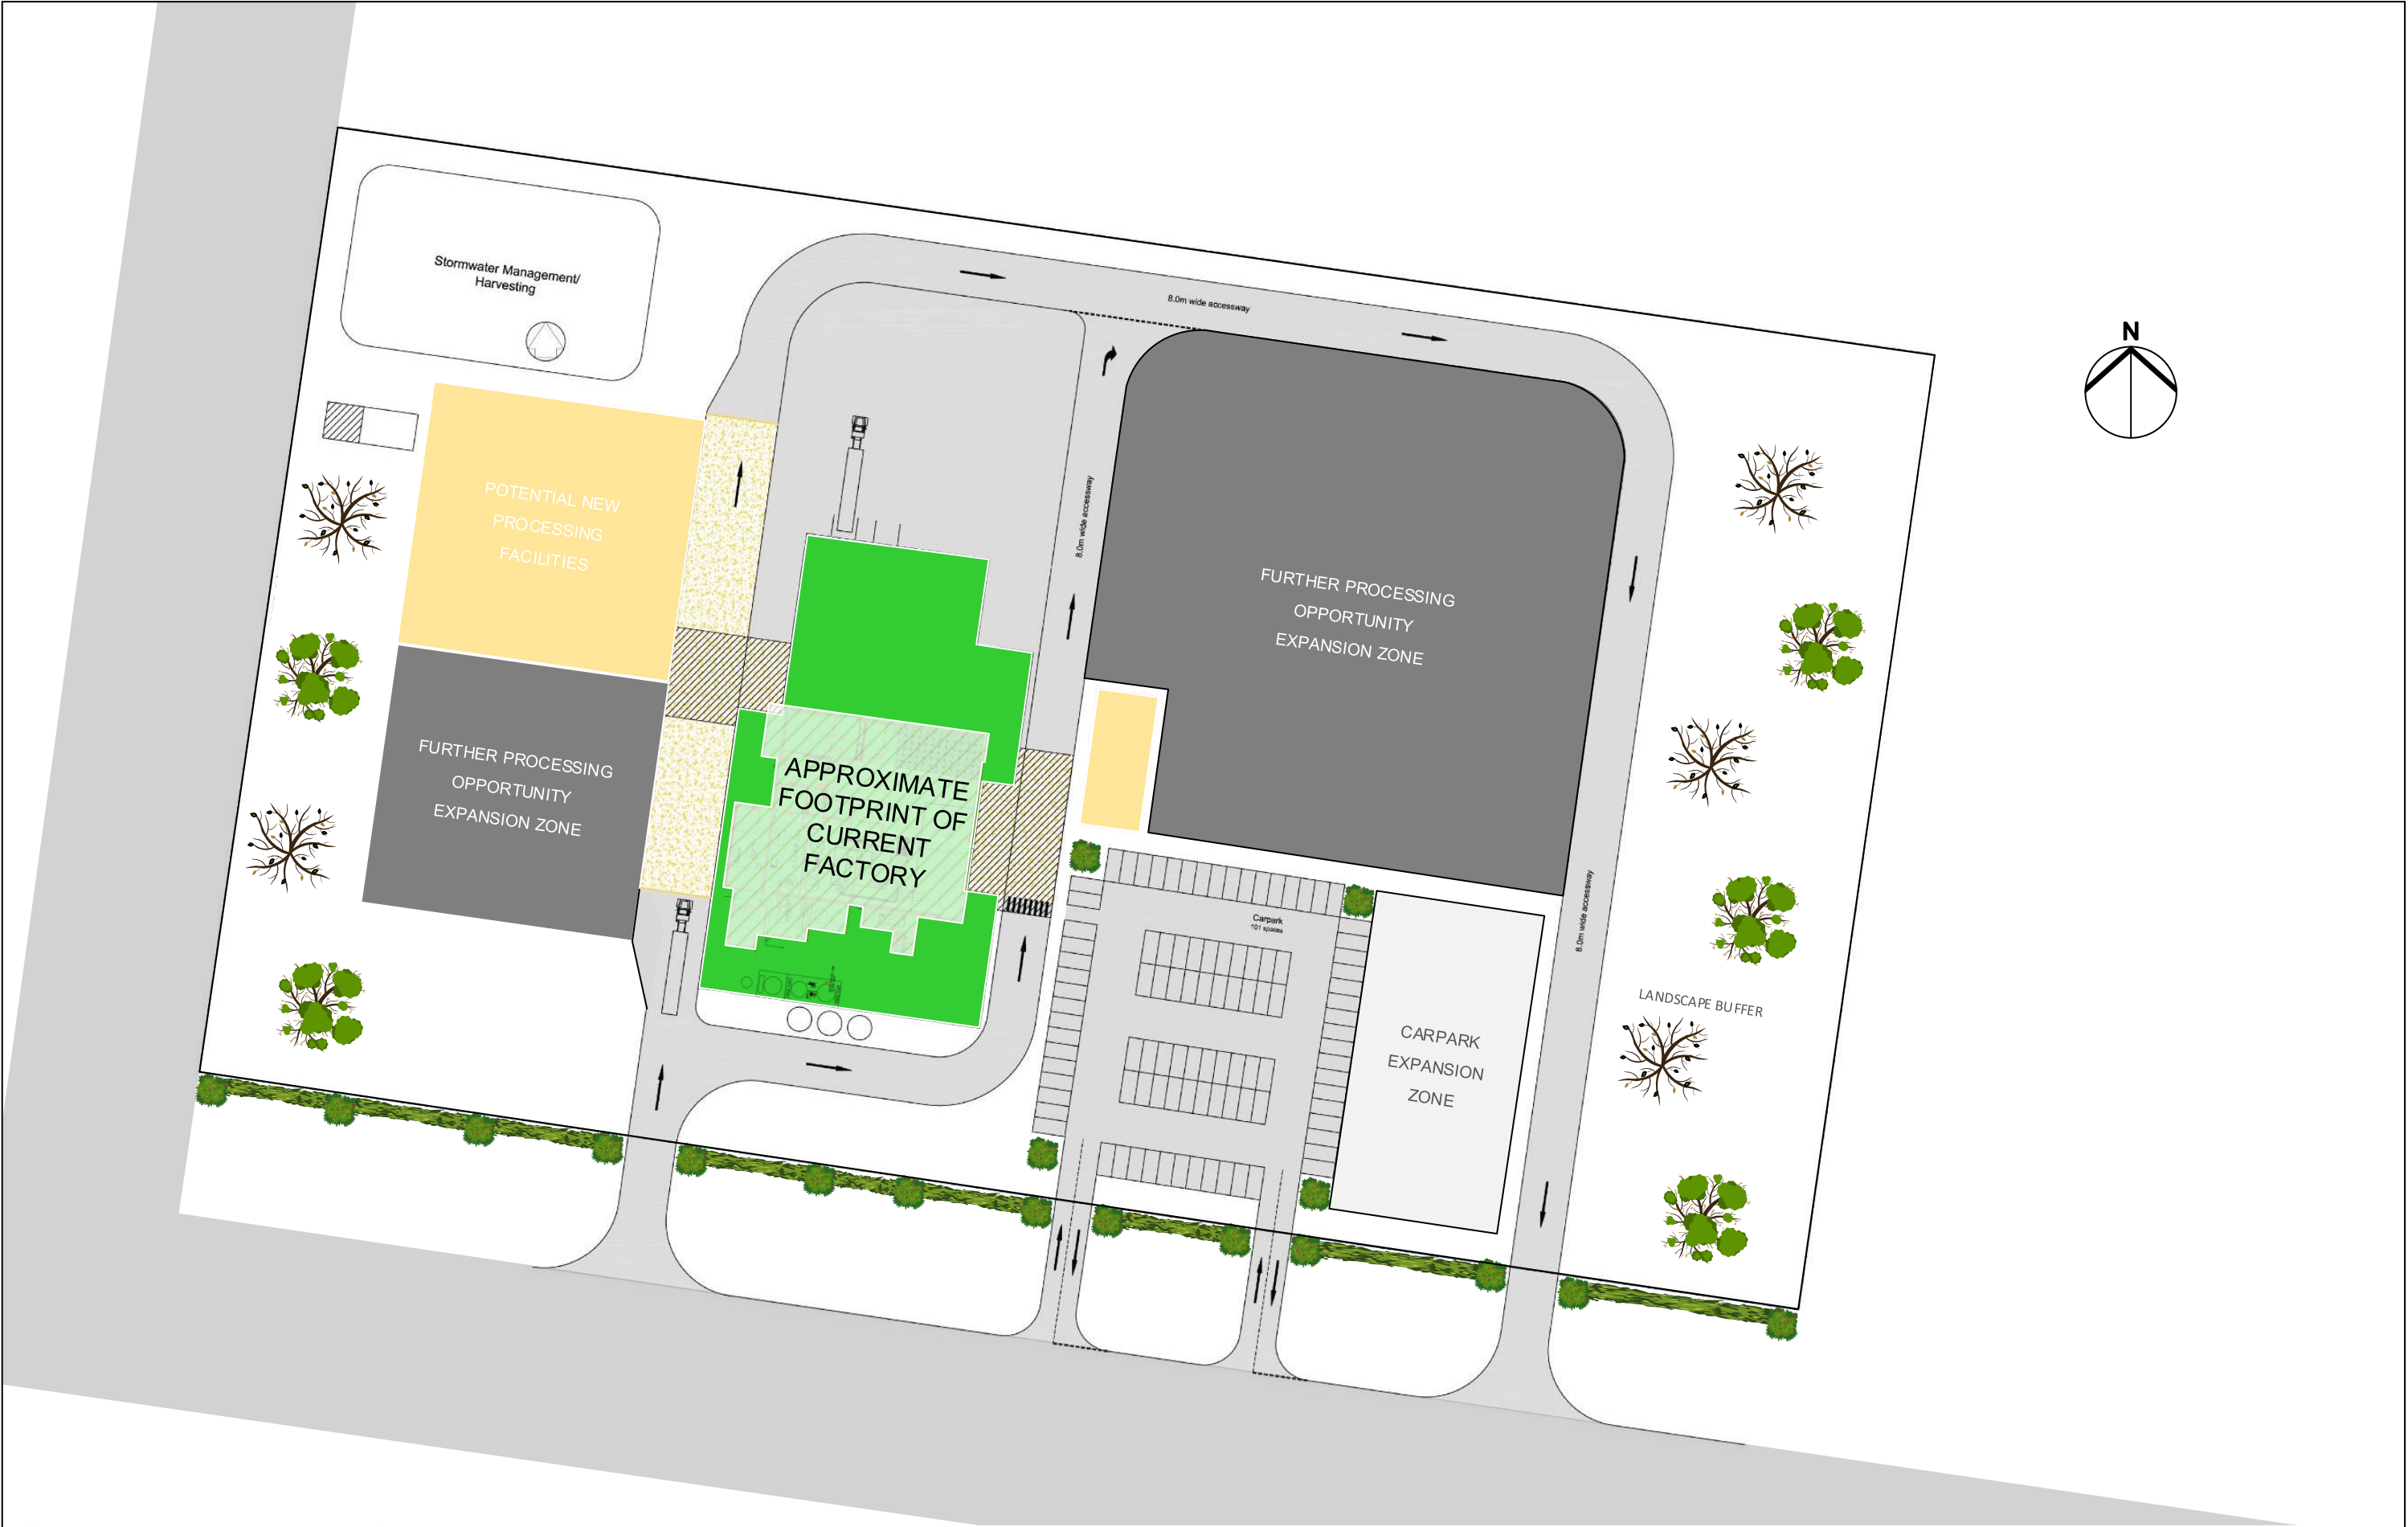 Stormwater Management/
Harvesting
8.0m wide accessway
N
POTENTIAL NEW
PROCESSING
FACILITIES
8.0m wide accessway
FURTHER PROCESSING
OPPORTUNITY
EXPANSION ZONE
FURTHER PROCESSING
OPPORTUNITY
EXPANSION ZONE
APPROXIMATE
FOOTPRINT OF
CURRENT
FACTORY
Carpark
101 spaces
8.0m wide accessway
LANDSCAPE BUFFER
CARPARK
EXPANSION
ZONE